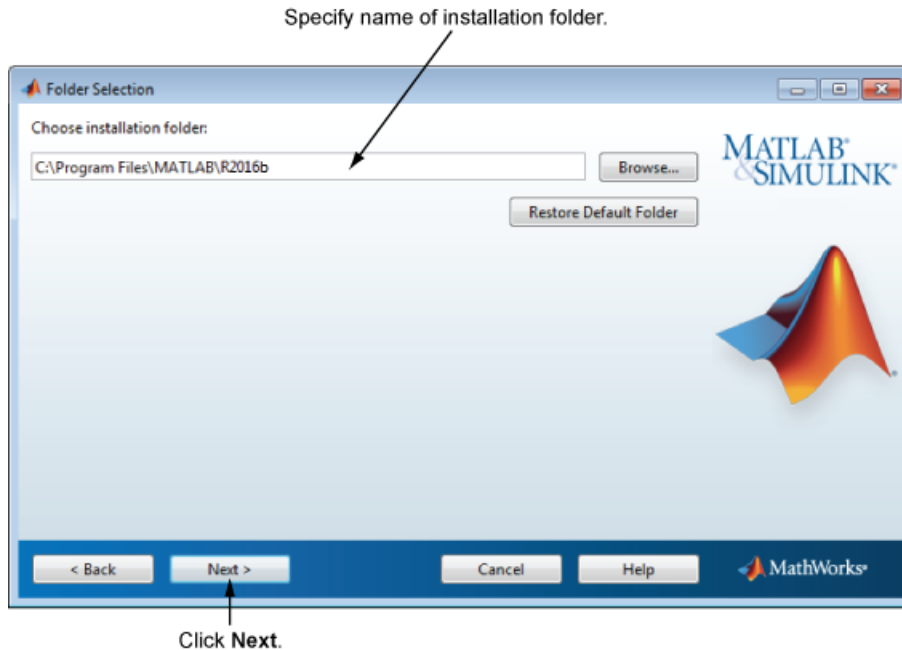 Specify name of installation folder.
Folder Selection
Choose installation folder:
C:\Program Files\MATLAB\R2016b
Browse...
Restore Default Folder
MATLAB®
&SIMULINK®
< Back
Next >
Cancel
Help
MathWorks®
Click Next.